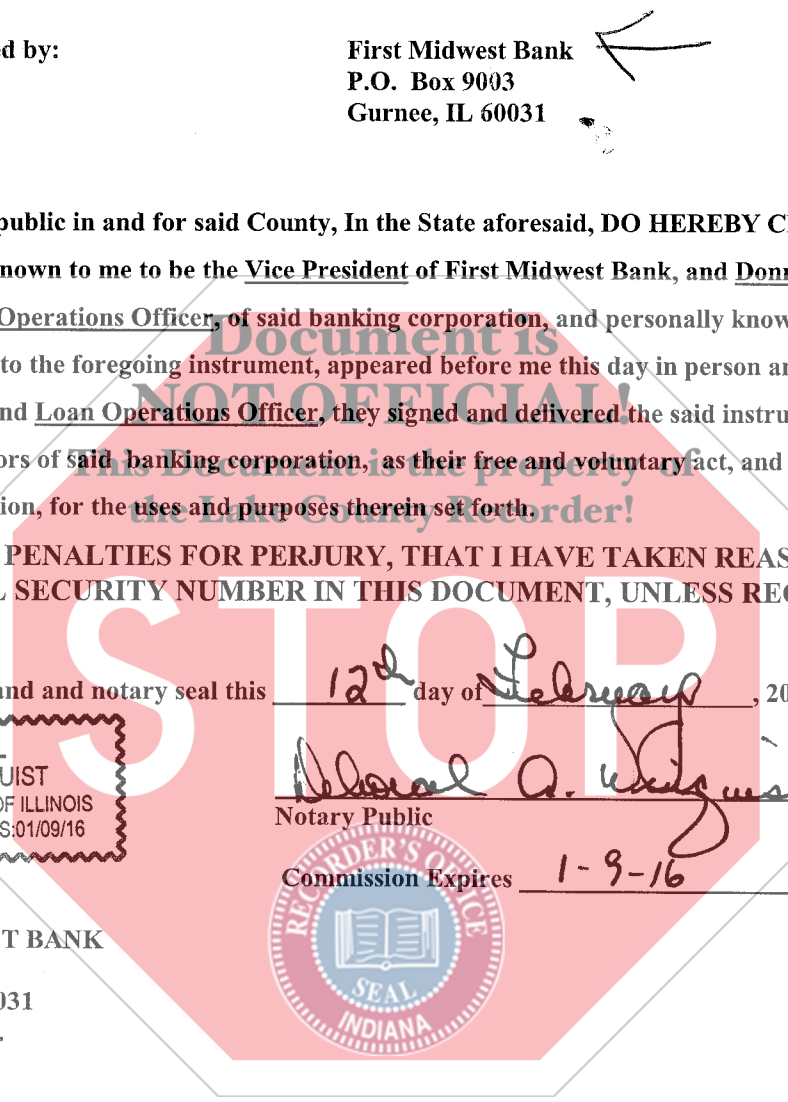 ed by:
First Midwest Bank
P.O. Box 9003
Gurnee, IL 60031
public in and for said County, In the State aforesaid, DO HEREBY C
nown to me to be the Vice President of First Midwest Bank, and Don
Operations Officer, of said banking corporation, and personally know
Document is
to the foregoing instrument, appeared before me this day in person a
NOT OFFICIAL!
nd Loan Operations Officer, they signed and delivered the said instru
This Document is the property of
ors of said banking corporation, as their free and voluntary act, and
the Lake County Recorder!
ion, for the uses and purposes therein set forth.
PENALTIES FOR PERJURY, THAT I HAVE TAKEN REAS
L SECURITY NUMBER IN THIS DOCUMENT, UNLESS REQ
STOP
and and notary seal this 12th day of February, 20
UIST
OF ILLINOIS
S:01/09/16
Notary Public
Commission Expires 1-9-16
RECORDER'S OFFICE
SEAL
INDIANA
T BANK
031